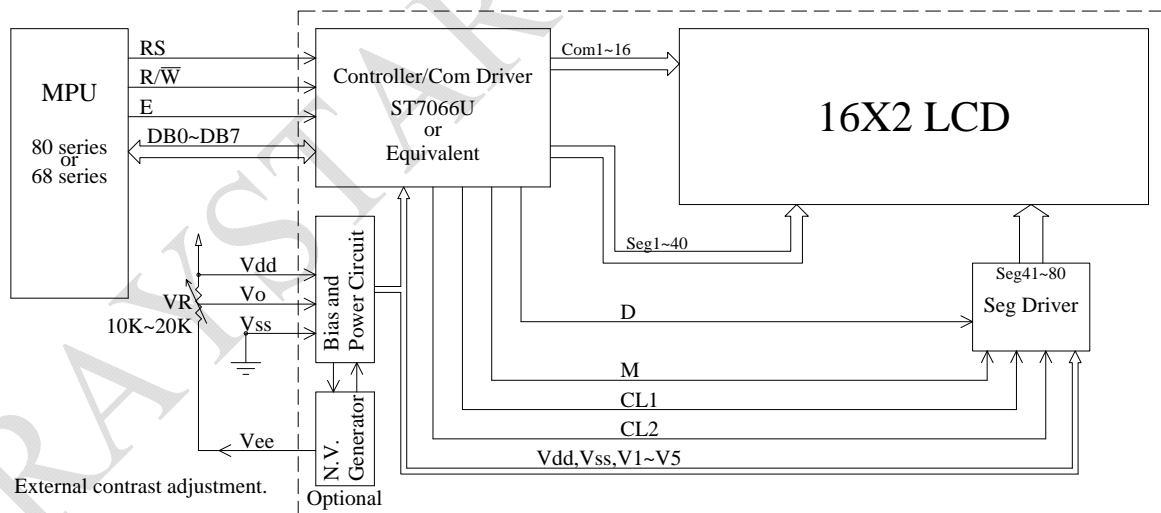 RS
R/W̅
E
DB0~DB7
MPU
80 series
or
68 series
Controller/Com Driver
ST7066U
or
Equivalent
Com1~16
16X2 LCD
Seg1~40
Seg41~80
Seg Driver
Vdd
Vo
Vss
VR
10K~20K
Bias and
Power Circuit
D
M
CL1
CL2
Vdd,Vss,V1~V5
N.V.
Generator
Vee
Optional
External contrast adjustment.
RAYSTAR